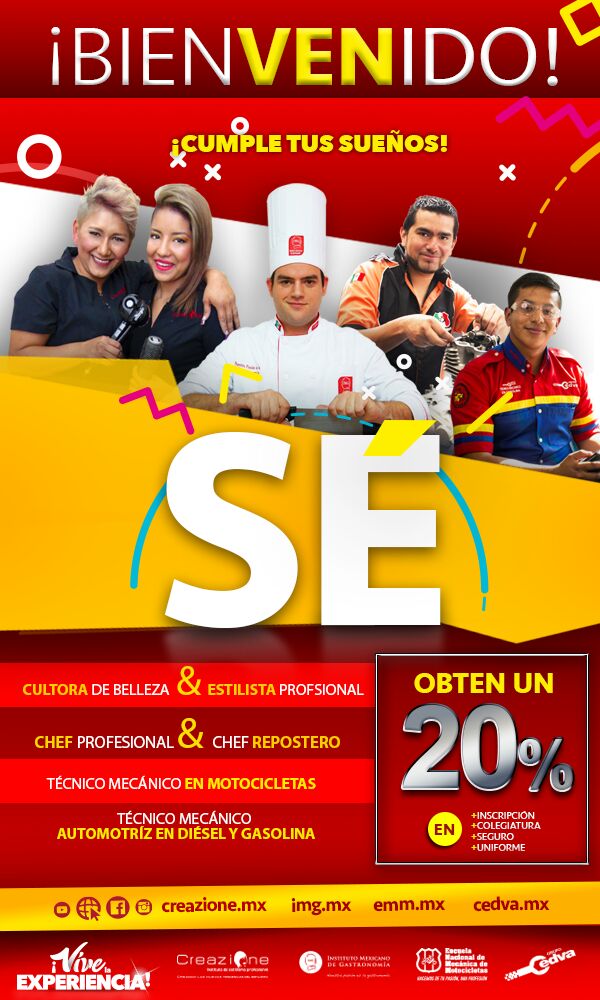 ¡BIENVENIDO!
¡CUMPLE TUS SUEÑOS!
SÉ
CULTORA DE BELLEZA & ESTILISTA PROFSIONAL
CHEF PROFESIONAL & CHEF REPOSTERO
TÉCNICO MECÁNICO EN MOTOCICLETAS
TÉCNICO MECÁNICO
AUTOMOTRÍZ EN DIÉSEL Y GASOLINA
OBTEN UN
20%
EN
+INSCRIPCIÓN
+COLEGIATURA
+SEGURO
+UNIFORME
creazione.mx img.mx emm.mx cedva.mx
¡Vive la
EXPERIENCIA!
Creazione
INSTITUTO MEXICANO
DE GASTRONOMÍA
Escuela
Nacional de
Mecánica de
Motocicletas
GRUPO
Cedva